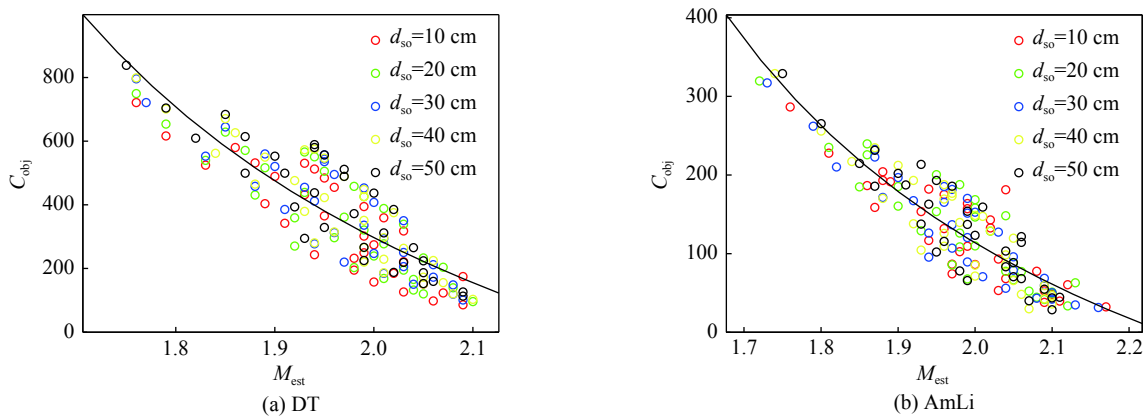 800
600
400
200
0
C_obj
1.8
1.9
2.0
2.1
M_est
d_so=10 cm
d_so=20 cm
d_so=30 cm
d_so=40 cm
d_so=50 cm
(a) DT
400
300
200
100
0
C_obj
1.7
1.8
1.9
2.0
2.1
2.2
M_est
d_so=10 cm
d_so=20 cm
d_so=30 cm
d_so=40 cm
d_so=50 cm
(b) AmLi